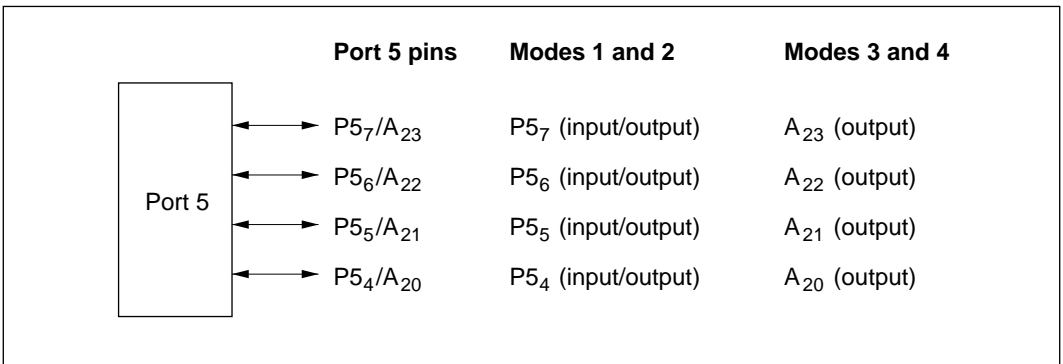 Port 5 pins Modes 1 and 2 Modes 3 and 4
P5₇/A₂₃ P5₇ (input/output) A₂₃ (output)
P5₆/A₂₂ P5₆ (input/output) A₂₂ (output)
Port 5
P5₅/A₂₁ P5₅ (input/output) A₂₁ (output)
P5₄/A₂₀ P5₄ (input/output) A₂₀ (output)